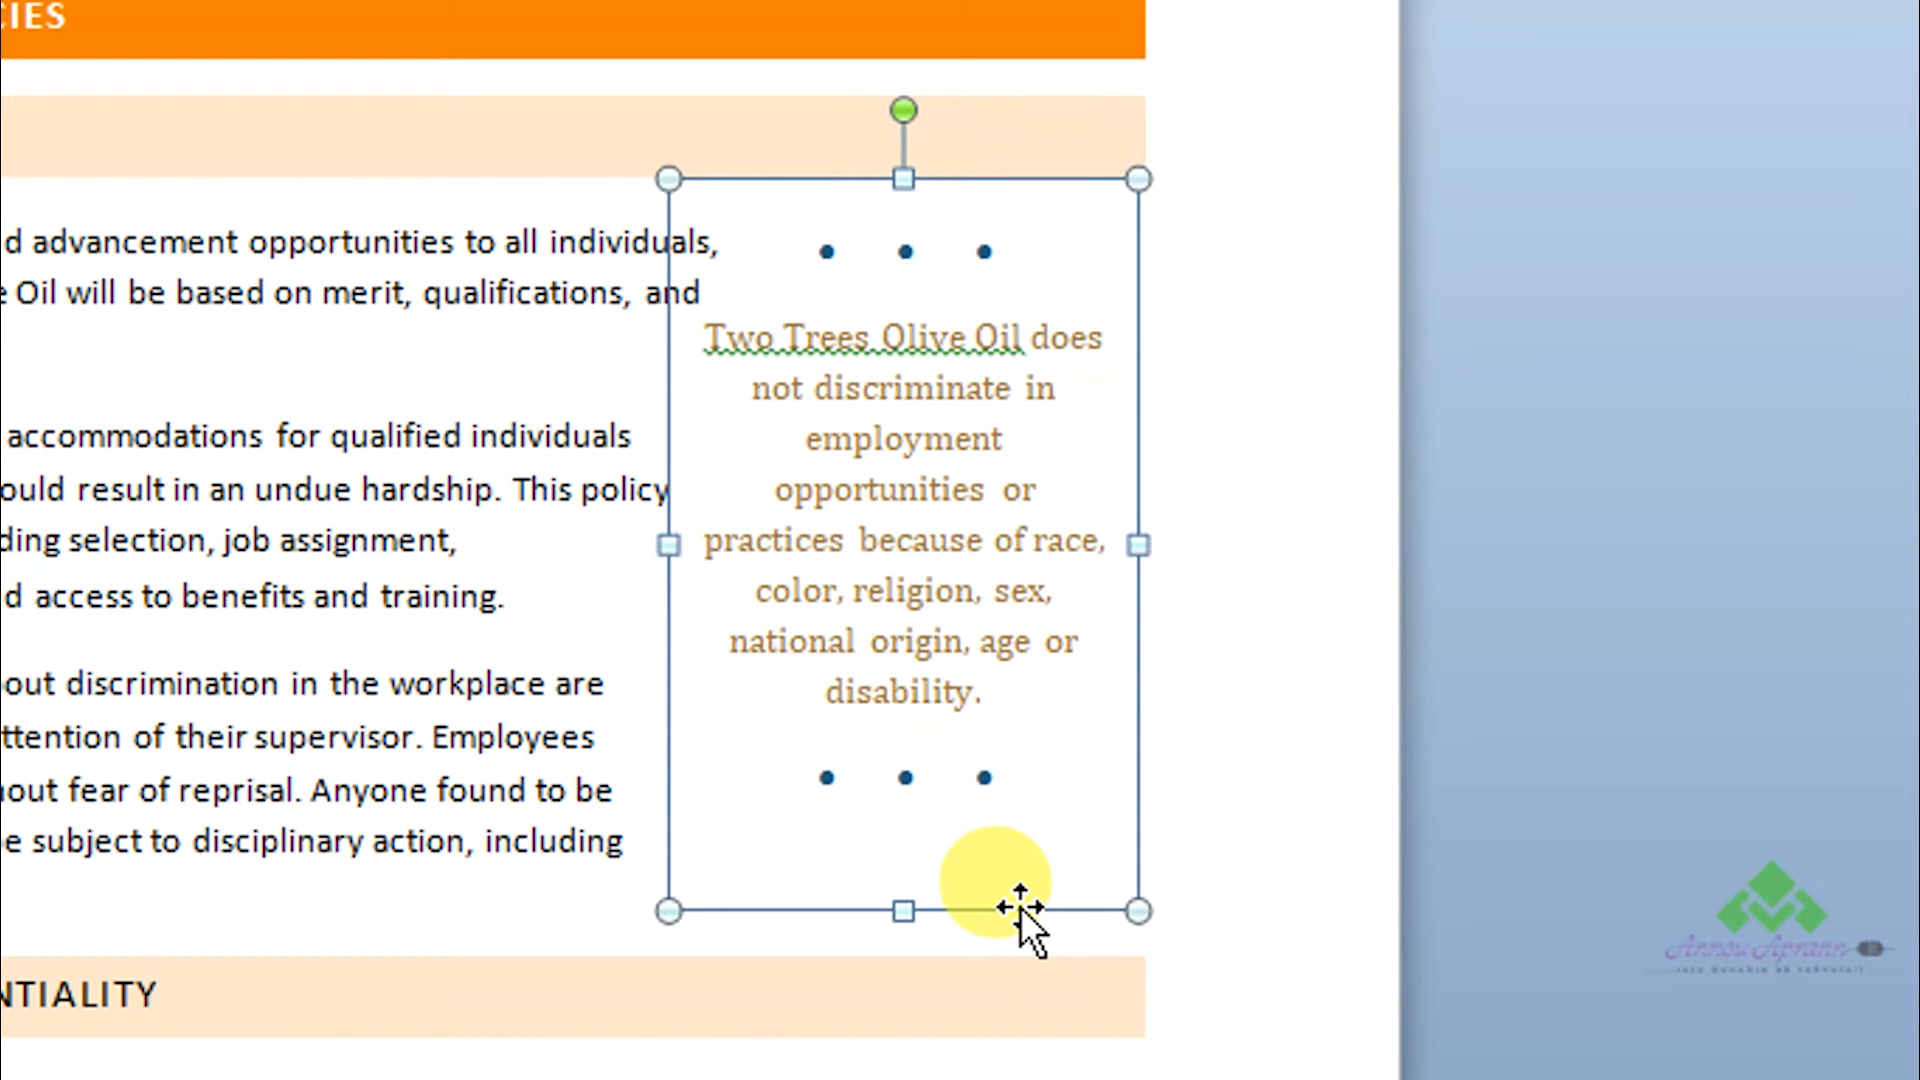 CIES
d advancement opportunities to all individuals,
e Oil will be based on merit, qualifications, and
accommodations for qualified individuals
ould result in an undue hardship. This policy
ding selection, job assignment,
d access to benefits and training.
out discrimination in the workplace are
ttention of their supervisor. Employees
hout fear of reprisal. Anyone found to be
e subject to disciplinary action, including
Two Trees Olive Oil does
not discriminate in
employment
opportunities or
practices because of race,
color, religion, sex,
national origin, age or
disability.
NTIALITY
Annou Aprann